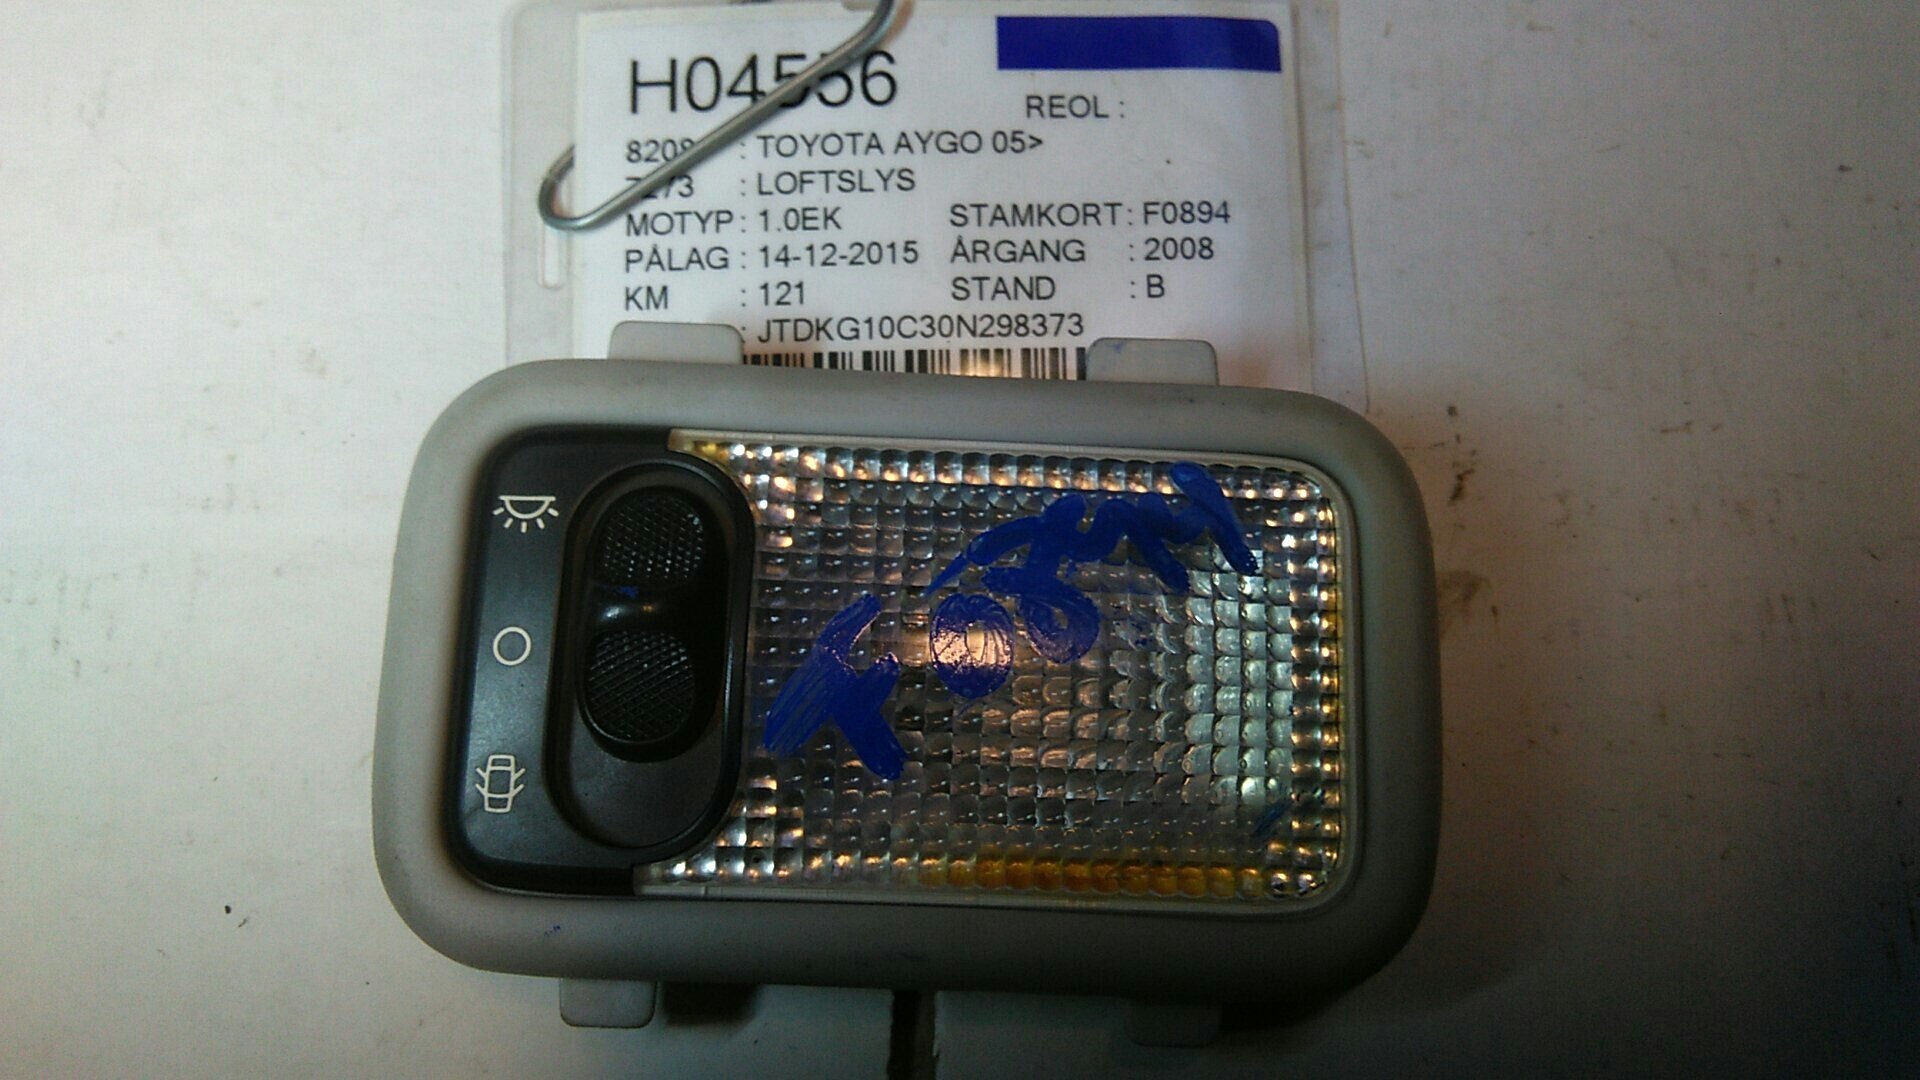 H04556
REOL :
: TOYOTA AYGO 05>
: LOFTSLYS
MOTYP : 1.0EK STAMKORT : F0894
PÅLAG : 14-12-2015 ÅRGANG : 2008
KM : 121 STAND : B
: JTDKG10C30N298373